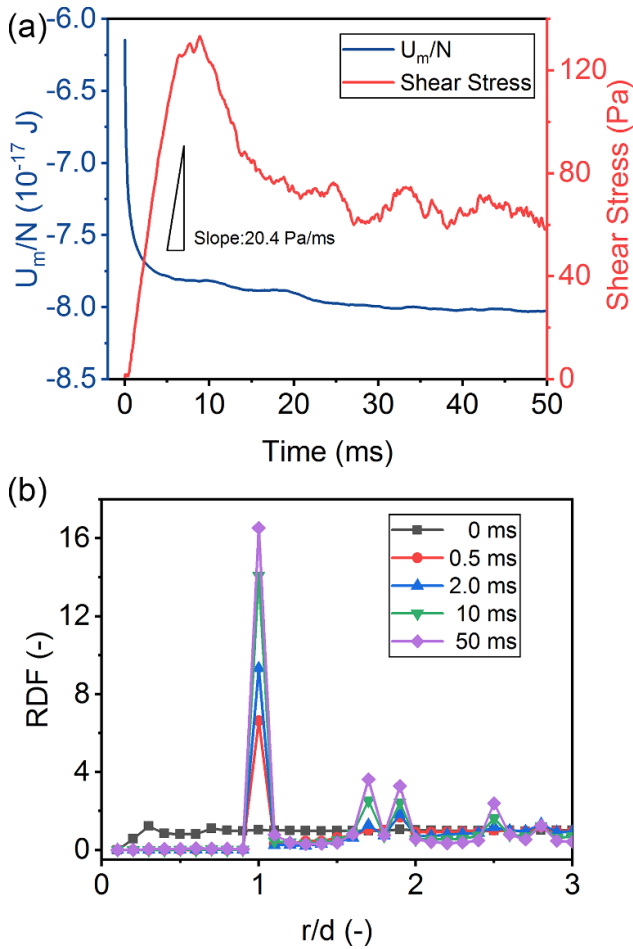 (a)
-6.0
-6.5
-7.0
-7.5
-8.0
-8.5
Uₘ/N (10⁻¹⁷ J)
Uₘ/N
Shear Stress
Slope:20.4 Pa/ms
120
80
40
0
Shear Stress (Pa)
0 10 20 30 40 50
Time (ms)
(b)
16
12
8
4
0
RDF (-)
0 ms
0.5 ms
2.0 ms
10 ms
50 ms
0 1 2 3
r/d (-)